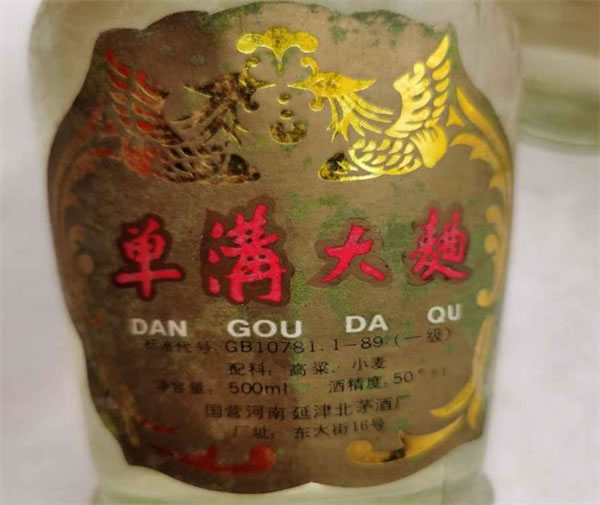 单溝大麯
DAN GOU DA QU
标准代号: GB10781.1-89(一级)
配料: 高粱、小麦
净容量: 500ml 酒精度: 50°±1
国营河南延津北茅酒厂
厂址: 东大街16号